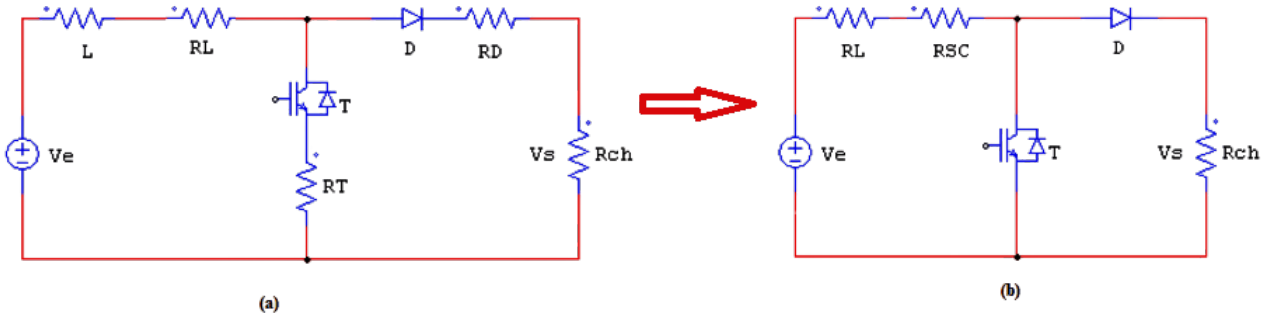 L RL D RD
T
Ve
Vs Rch
RT
(a)
RL RSC D
T
Ve
Vs Rch
(b)